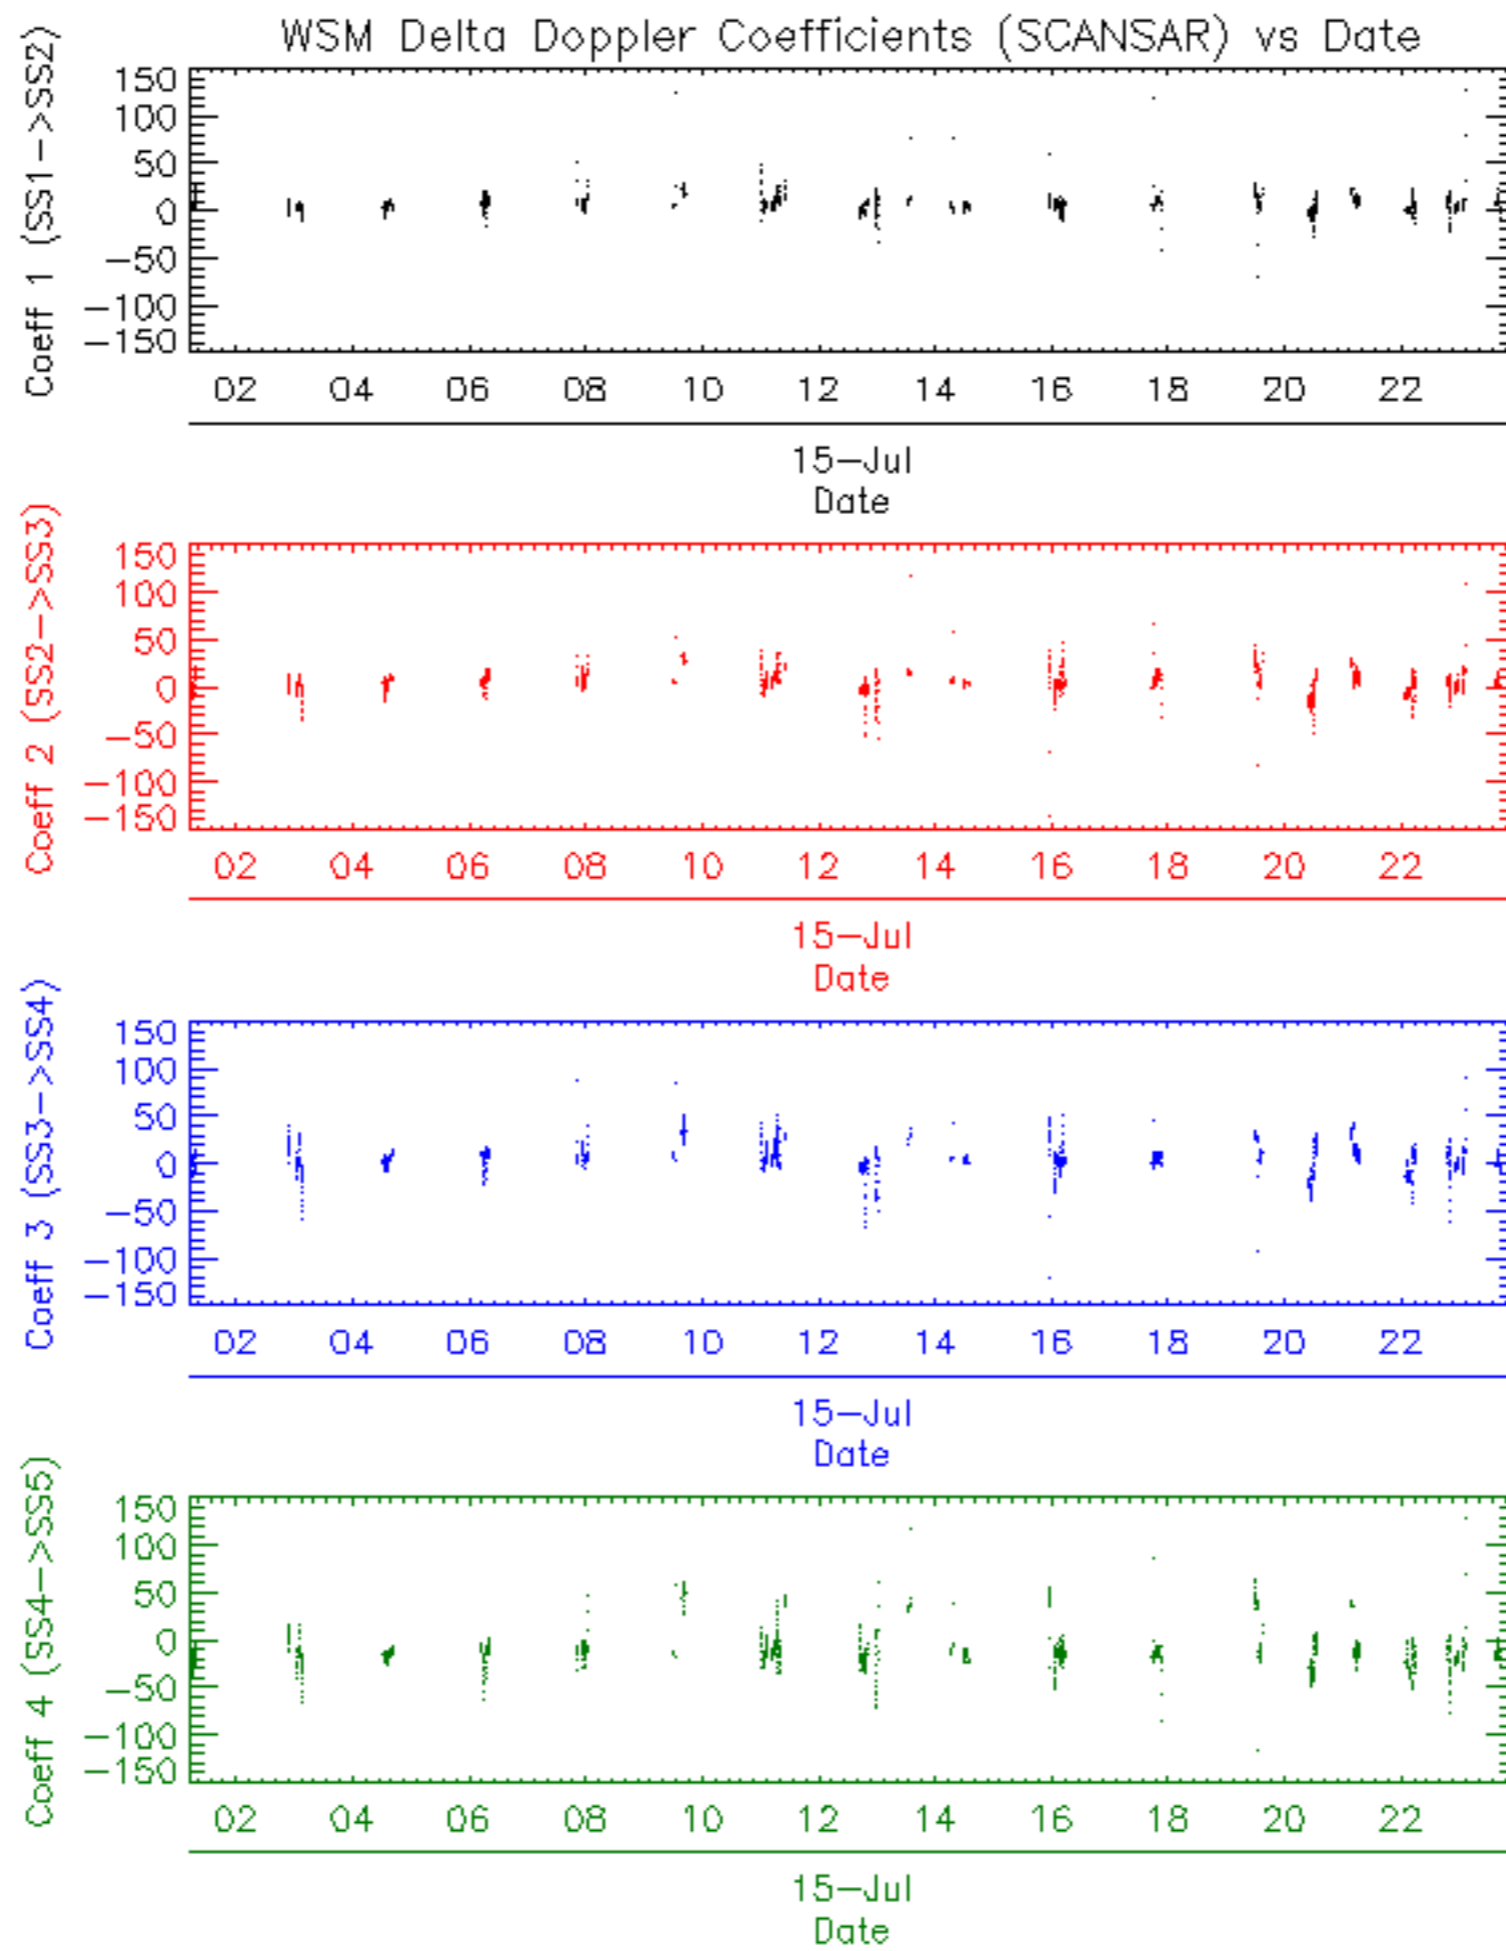 WSM Delta Doppler Coefficients (SCANSAR) vs Date
Coeff 1 (SS1->SS2)
150
100
50
0
-50
-100
-150
02 04 06 08 10 12 14 16 18 20 22
15-Jul
Date
Coeff 2 (SS2->SS3)
150
100
50
0
-50
-100
-150
02 04 06 08 10 12 14 16 18 20 22
15-Jul
Date
Coeff 3 (SS3->SS4)
150
100
50
0
-50
-100
-150
02 04 06 08 10 12 14 16 18 20 22
15-Jul
Date
Coeff 4 (SS4->SS5)
150
100
50
0
-50
-100
-150
02 04 06 08 10 12 14 16 18 20 22
15-Jul
Date